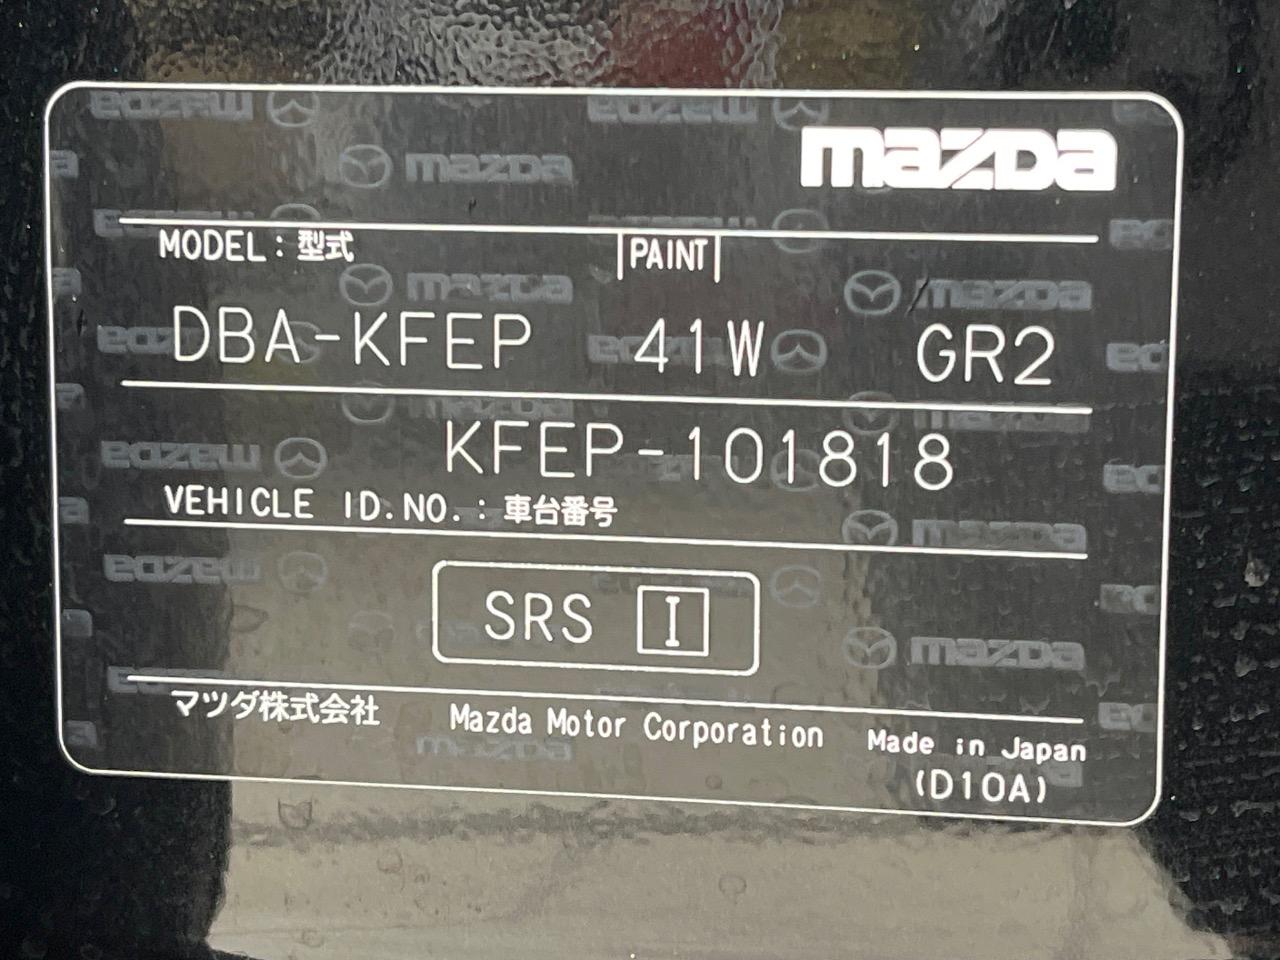 mazda
MODEL : 型式 PAINT
DBA-KFEP 41W GR2
KFEP-101818
VEHICLE ID.NO. : 車台番号
SRS I
マツダ株式会社 Mazda Motor Corporation Made in Japan
(D10A)